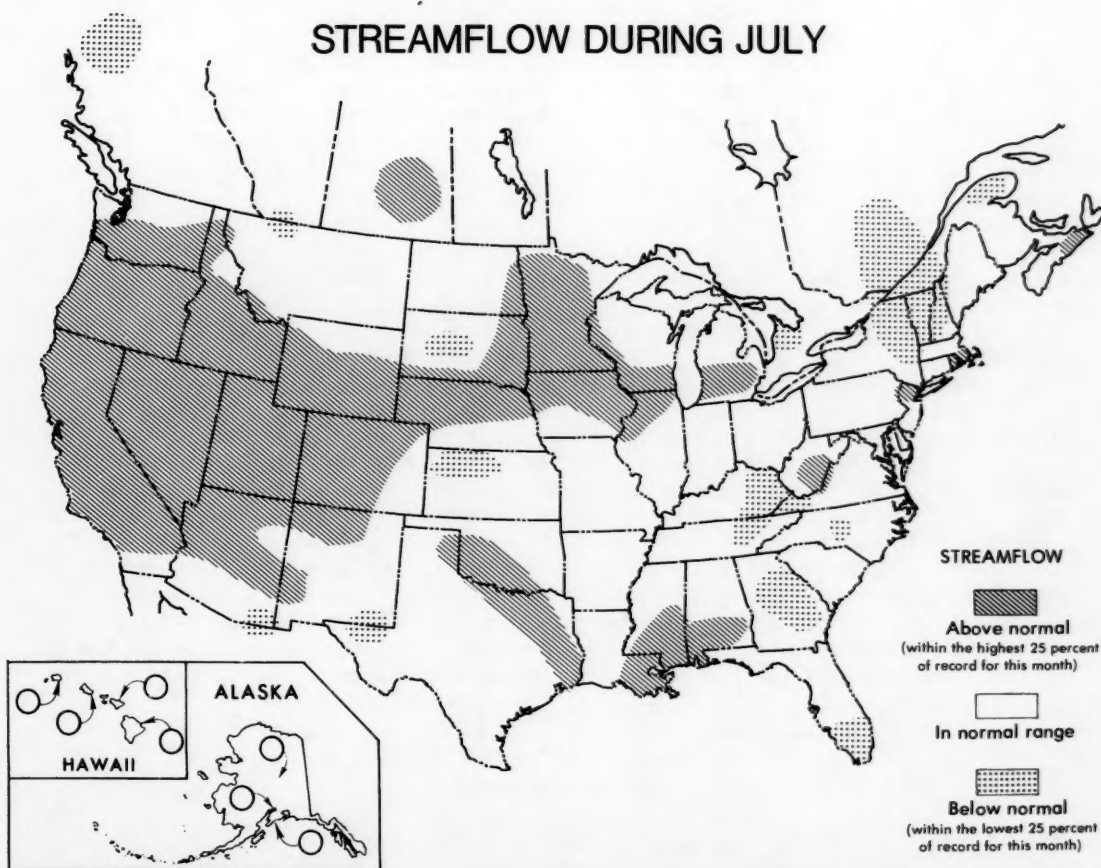 STREAMFLOW DURING JULY
STREAMFLOW
Above normal
(within the highest 25 percent
of record for this month)
In normal range
Below normal
(within the lowest 25 percent
of record for this month)
HAWAII
ALASKA